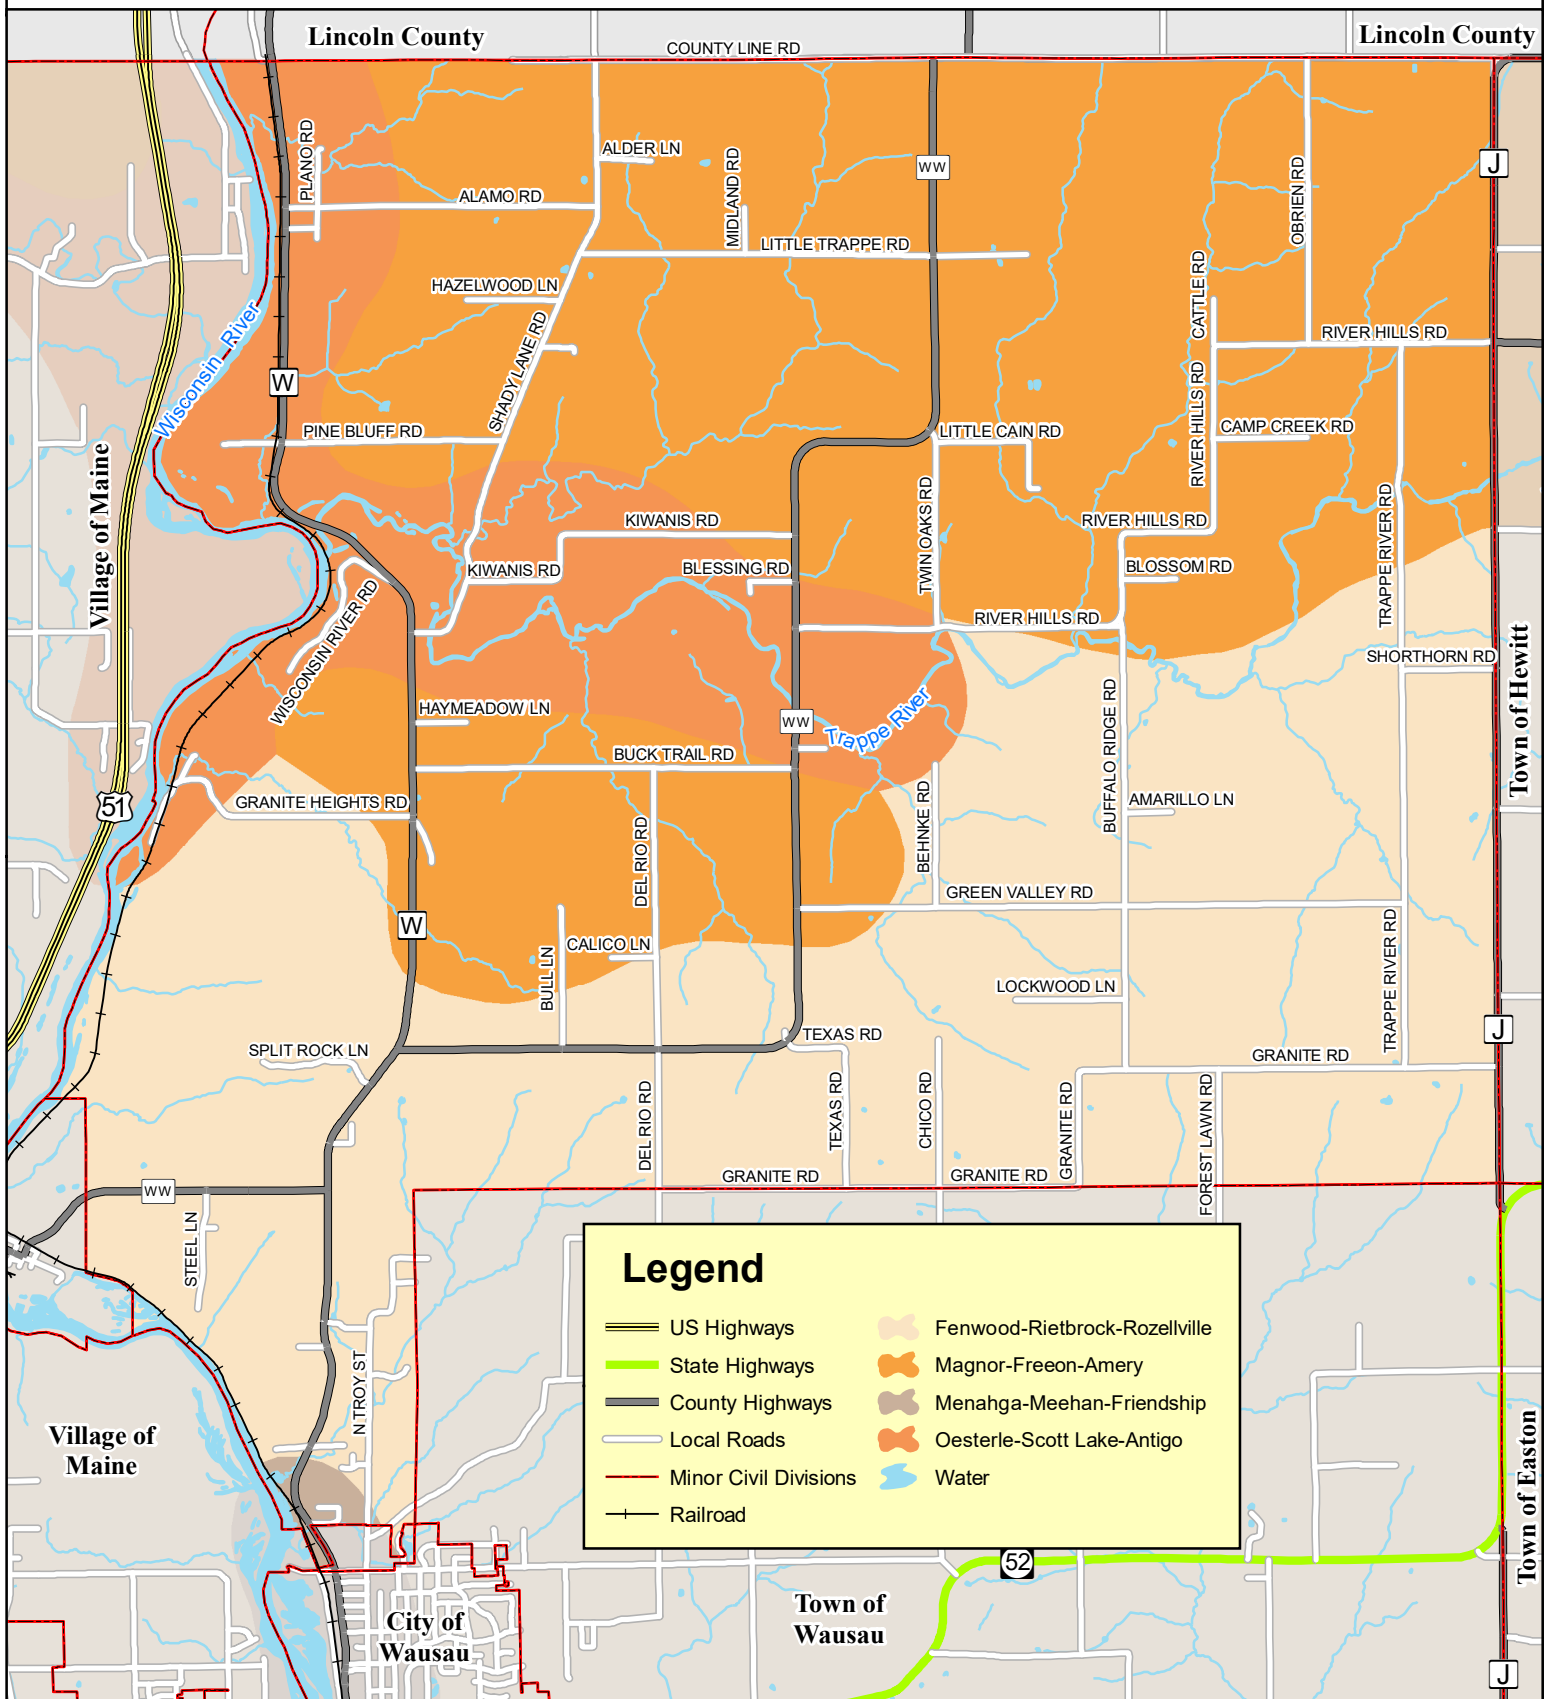 Lincoln County
Lincoln County
COUNTY LINE RD
PLANO RD
ALDER LN
MIDLAND RD
WW
J
OBRIEN RD
ALAMO RD
LITTLE TRAPPE RD
HAZELWOOD LN
CATTLE RD
Wisconsin River
SHADY LANE RD
RIVER HILLS RD
W
RIVER HILLS RD
PINE BLUFF RD
LITTLE CAIN RD
CAMP CREEK RD
Village of Maine
TWIN OAKS RD
TRAPPE RIVER RD
KIWANIS RD
RIVER HILLS RD
KIWANIS RD
BLESSING RD
BLOSSOM RD
WISCONSIN RIVER RD
RIVER HILLS RD
SHORTHORN RD
Town of Hewitt
HAYMEADOW LN
WW
Trappe River
BUFFALO RIDGE RD
BUCK TRAIL RD
51
GRANITE HEIGHTS RD
DEL RIO RD
BEHNKE RD
AMARILLO LN
GREEN VALLEY RD
W
CALICO LN
BULL LN
TRAPPE RIVER RD
LOCKWOOD LN
J
TEXAS RD
SPLIT ROCK LN
GRANITE RD
DEL RIO RD
TEXAS RD
CHICO RD
GRANITE RD
FOREST LAWN RD
GRANITE RD
GRANITE RD
WW
STEEL LN
N TROY ST
Legend
US Highways
State Highways
County Highways
Local Roads
Minor Civil Divisions
Railroad
Fenwood-Rietbrock-Rozellville
Magnor-Freeon-Amery
Menahga-Meehan-Friendship
Oesterle-Scott Lake-Antigo
Water
Village of
Maine
Town of Easton
52
City of
Wausau
Town of
Wausau
J